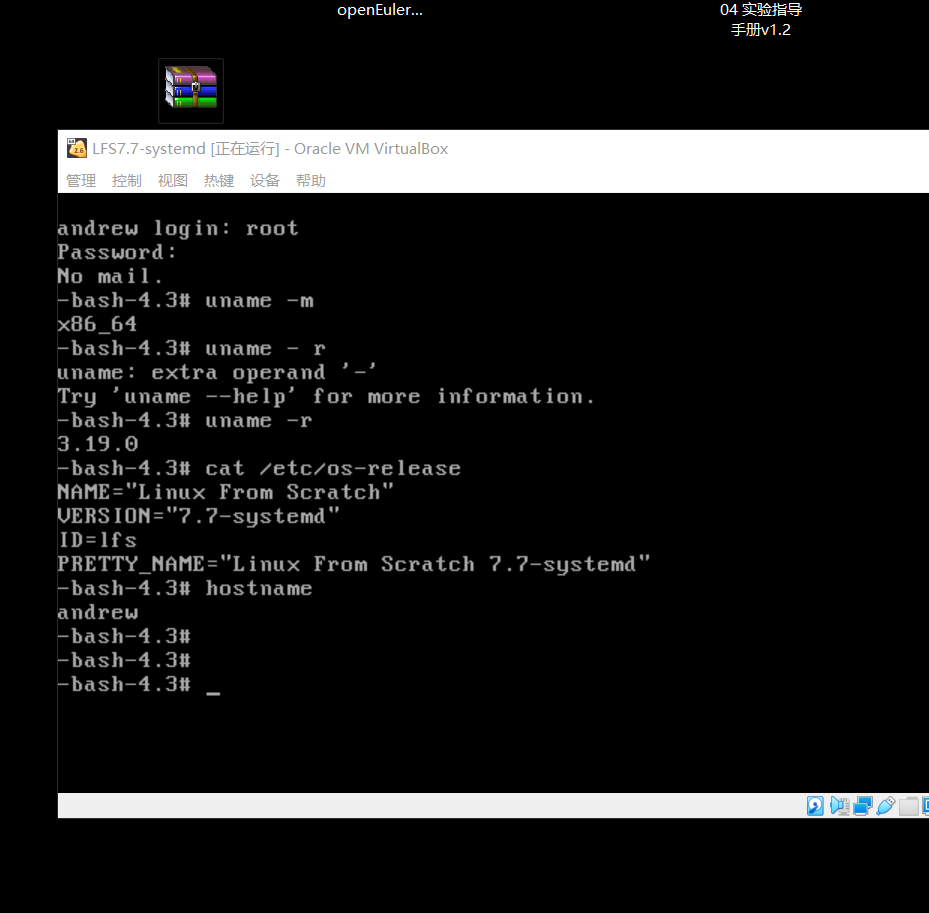 openEuler...
04 实验指导
手册v1.2
LFS7.7-systemd [正在运行] - Oracle VM VirtualBox
管理 控制 视图 热键 设备 帮助
andrew login: root
Password:
No mail.
-bash-4.3# uname -m
x86_64
-bash-4.3# uname - r
uname: extra operand '-'
Try 'uname --help' for more information.
-bash-4.3# uname -r
3.19.0
-bash-4.3# cat /etc/os-release
NAME="Linux From Scratch"
VERSION="7.7-systemd"
ID=lfs
PRETTY_NAME="Linux From Scratch 7.7-systemd"
-bash-4.3# hostname
andrew
-bash-4.3#
-bash-4.3#
-bash-4.3# _